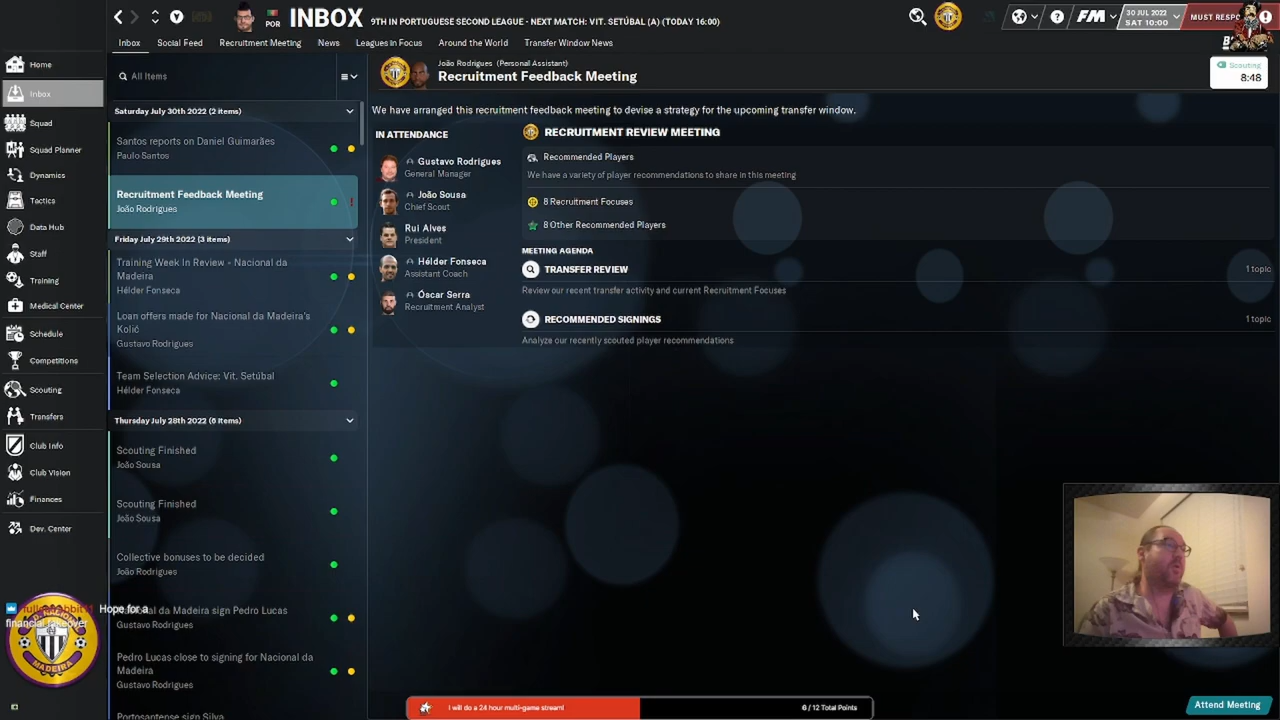 POR
INBOX
9TH IN PORTUGUESE SECOND LEAGUE - NEXT MATCH: VIT. SETÚBAL (A) (TODAY 16:00)
FM
30 JUL 2022
SAT 10:00
MUST RESPO
Inbox
Social Feed
Recruitment Meeting
News
Leagues in Focus
Around the World
Transfer Window News
Scouting
8:48
Home
Inbox
Squad
Squad Planner
Dynamics
Tactics
Data Hub
Staff
Training
Medical Center
Schedule
Competitions
Scouting
Transfers
Club Info
Club Vision
Finances
Dev. Center
All Items
Saturday July 30th 2022 (2 items)
Santos reports on Daniel Guimarães
Paulo Santos
Recruitment Feedback Meeting
João Rodrigues
Friday July 29th 2022 (3 items)
Training Week In Review - Nacional da
Madeira
Hélder Fonseca
Loan offers made for Nacional da Madeira's
Kolić
Gustavo Rodrigues
Team Selection Advice: Vit. Setúbal
Hélder Fonseca
Thursday July 28th 2022 (6 items)
Scouting Finished
João Sousa
Scouting Finished
João Sousa
Collective bonuses to be decided
João Rodrigues
da Madeira sign Pedro Lucas
Gustavo Rodrigues
Pedro Lucas close to signing for Nacional da
Madeira
Gustavo Rodrigues
Portosantense sign Silva
Hope for a
financial takeover
MADEIRA
João Rodrigues (Personal Assistant)
Recruitment Feedback Meeting
We have arranged this recruitment feedback meeting to devise a strategy for the upcoming transfer window.
IN ATTENDANCE
Gustavo Rodrigues
General Manager
João Sousa
Chief Scout
Rui Alves
President
Hélder Fonseca
Assistant Coach
Óscar Serra
Recruitment Analyst
RECRUITMENT REVIEW MEETING
Recommended Players
We have a variety of player recommendations to share in this meeting
8 Recruitment Focuses
8 Other Recommended Players
MEETING AGENDA
TRANSFER REVIEW
1 topic
Review our recent transfer activity and current Recruitment Focuses
RECOMMENDED SIGNINGS
1 topic
Analyze our recently scouted player recommendations
I will do a 24 hour multi-game stream!
6 / 12 Total Points
Attend Meeting